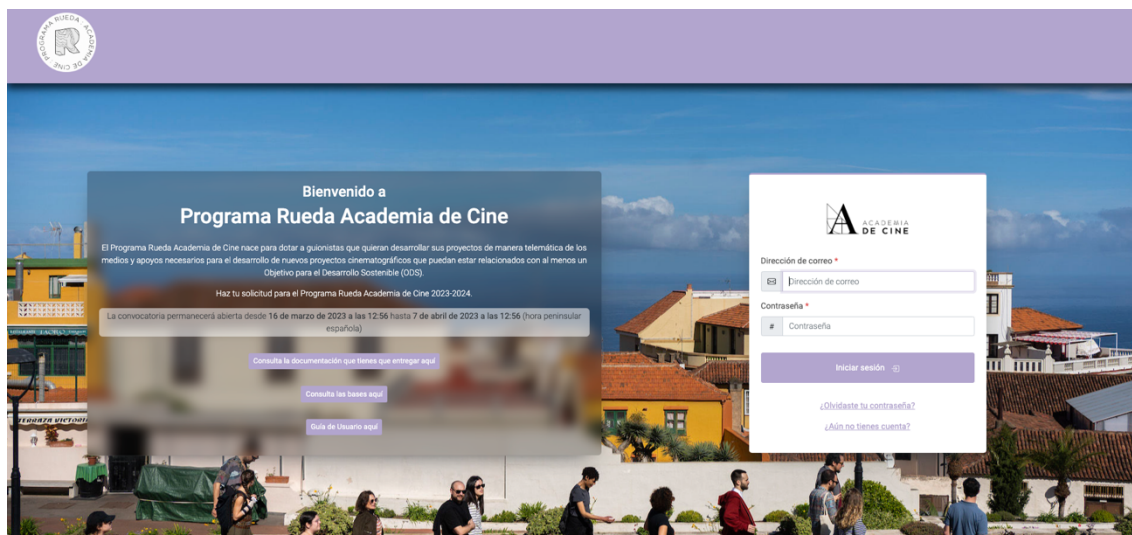 PROGRAMA RUEDA · ACADEMIA DE CINE
R
Bienvenido a
Programa Rueda Academia de Cine
El Programa Rueda Academia de Cine nace para dotar a guionistas que quieran desarrollar sus proyectos de manera telemática de los
medios y apoyos necesarios para el desarrollo de nuevos proyectos cinematográficos que puedan estar relacionados con al menos un
Objetivo para el Desarrollo Sostenible (ODS).
Haz tu solicitud para el Programa Rueda Academia de Cine 2023-2024.
La convocatoria permanecerá abierta desde 16 de marzo de 2023 a las 12:56 hasta 7 de abril de 2023 a las 12:56 (hora peninsular
española)
Consulta la documentación que tienes que entregar aquí
Consulta las bases aquí
Guía de Usuario aquí
ACADEMIA
DE CINE
Dirección de correo *
Dirección de correo
Contraseña *
# Contraseña
Iniciar sesión
¿Olvidaste tu contraseña?
¿Aún no tienes cuenta?
TERRAZA VICTORIA